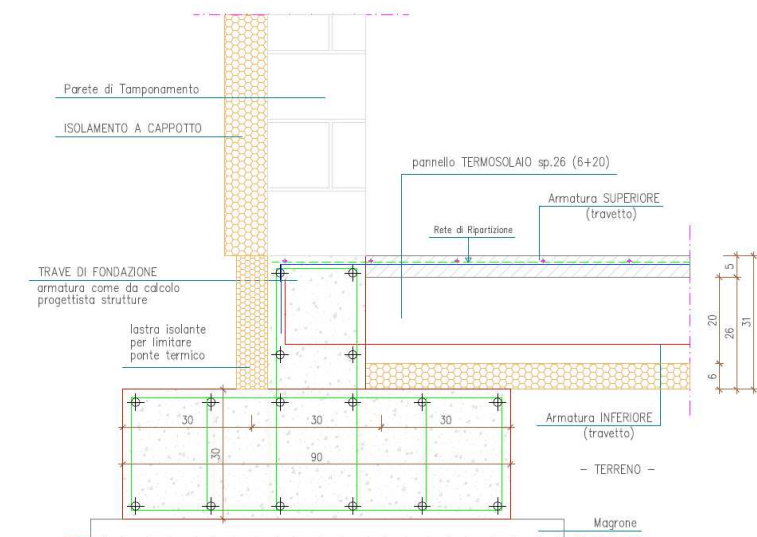 Parete di Tamponamento
ISOLAMENTO A CAPPOTTO
pannello TERMOSOLAIO sp.26 (6+20)
Armatura SUPERIORE
(travetto)
Rete di Ripartizione
TRAVE DI FONDAZIONE
armatura come da calcolo
progettista strutture
lastra isolante
per limitare
ponte termico
5
20
26
31
6
Armatura INFERIORE
(travetto)
30
30
30
30
90
- TERRENO -
Magrone